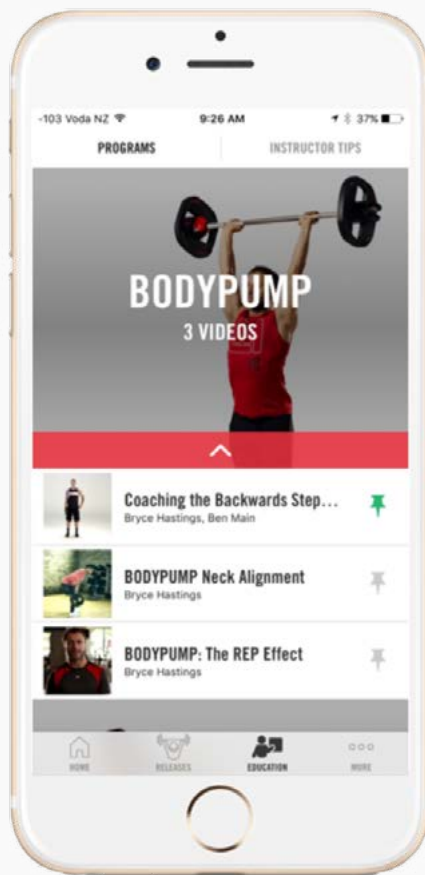 -103 Voda NZ 9:26 AM 37%
PROGRAMS INSTRUCTOR TIPS
BODYPUMP
3 VIDEOS
Coaching the Backwards Step...
Bryce Hastings, Ben Main
BODYPUMP Neck Alignment
Bryce Hastings
BODYPUMP: The REP Effect
Bryce Hastings
HOME RELEASES EDUCATION MORE